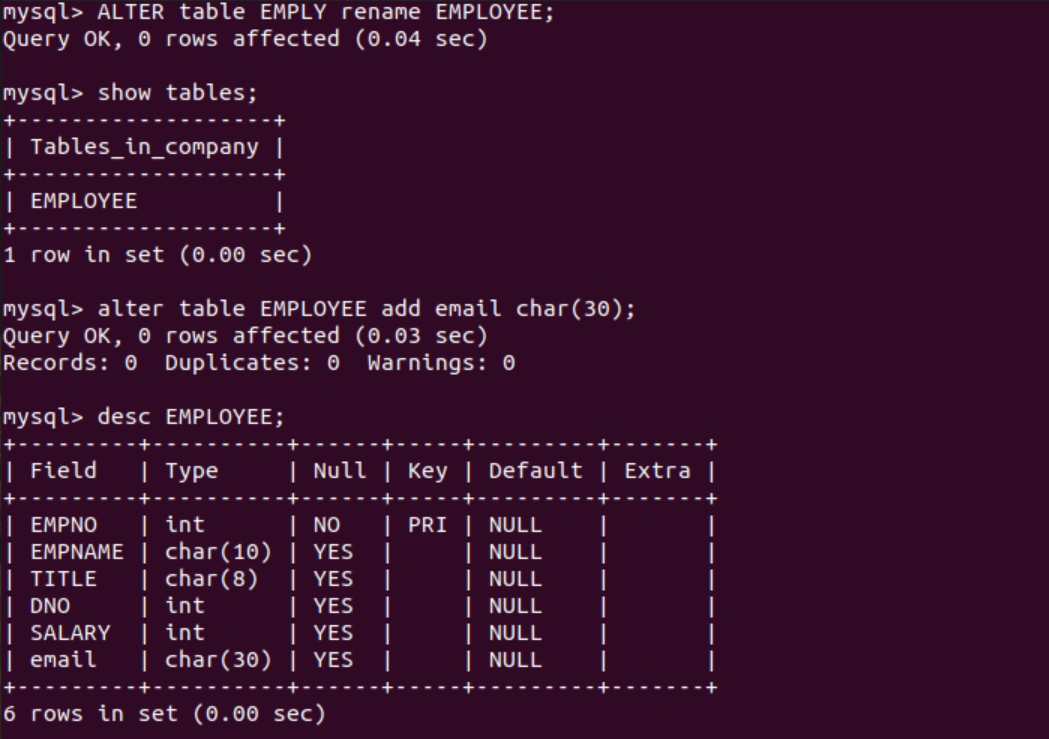 mysql> ALTER table EMPLY rename EMPLOYEE;
Query OK, 0 rows affected (0.04 sec)

mysql> show tables;
+-------------------+
| Tables_in_company |
+-------------------+
| EMPLOYEE          |
+-------------------+
1 row in set (0.00 sec)

mysql> alter table EMPLOYEE add email char(30);
Query OK, 0 rows affected (0.03 sec)
Records: 0  Duplicates: 0  Warnings: 0

mysql> desc EMPLOYEE;
+---------+----------+------+-----+---------+-------+
| Field   | Type     | Null | Key | Default | Extra |
+---------+----------+------+-----+---------+-------+
| EMPNO   | int      | NO   | PRI | NULL    |       |
| EMPNAME | char(10) | YES  |     | NULL    |       |
| TITLE   | char(8)  | YES  |     | NULL    |       |
| DNO     | int      | YES  |     | NULL    |       |
| SALARY  | int      | YES  |     | NULL    |       |
| email   | char(30) | YES  |     | NULL    |       |
+---------+----------+------+-----+---------+-------+
6 rows in set (0.00 sec)